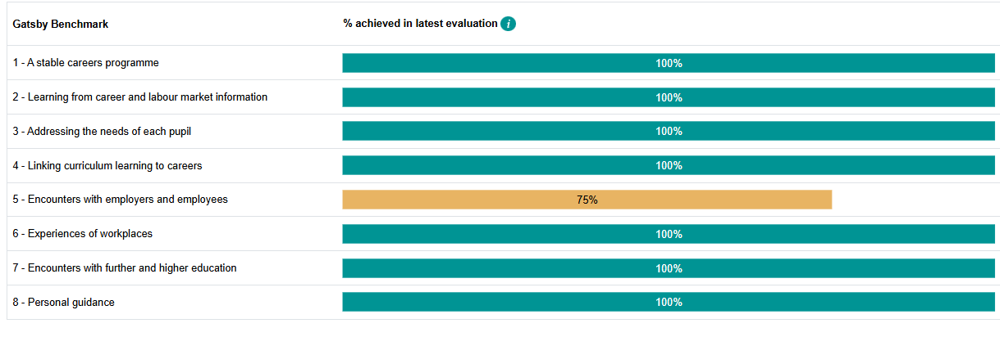 Gatsby Benchmark % achieved in latest evaluation i
1 - A stable careers programme 100%
2 - Learning from career and labour market information 100%
3 - Addressing the needs of each pupil 100%
4 - Linking curriculum learning to careers 100%
5 - Encounters with employers and employees 75%
6 - Experiences of workplaces 100%
7 - Encounters with further and higher education 100%
8 - Personal guidance 100%